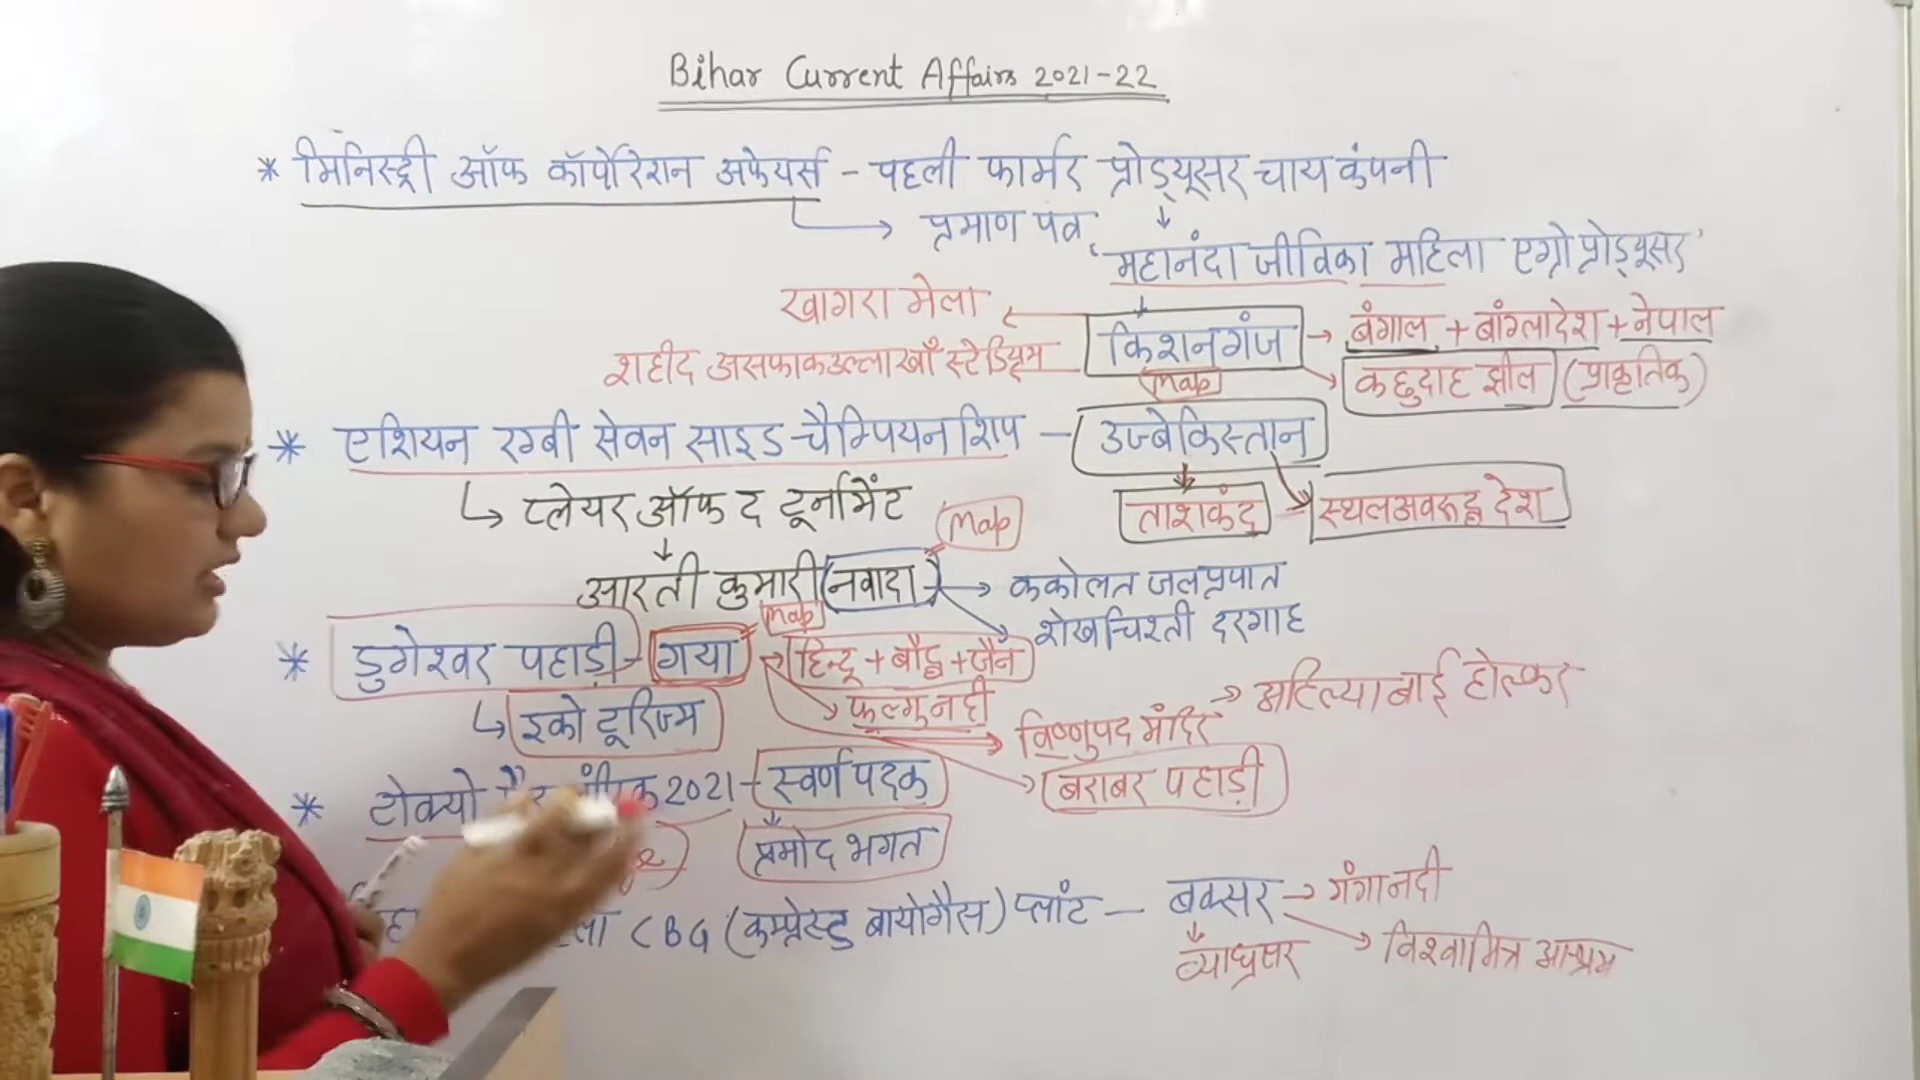 Bihar Current Affairs 2021-22
* मिनिस्ट्री ऑफ कॉर्पोरेशन अफेयर्स - पहली फार्मर प्रोड्यूसर चाय कंपनी
→ प्रमाण पत्र
'महानंदा जीविका महिला एग्रो प्रोड्यूसर'
खागरा मेला
किशनगंज → बंगाल + बांग्लादेश + नेपाल
शहीद असफाकउल्ला खाँ स्टेडियम
Map
कछुदाह झील (प्राकृतिक)
* एशियन रग्बी सेवन साइड चैम्पियनशिप - उज्बेकिस्तान
→ प्लेयर ऑफ द टूर्नामेंट
Map
ताशकंद
स्थलअवरूद्ध देश
आरती कुमारी (नवादा) → ककोलत जलप्रपात
शेखचिश्ती दरगाह
Map
* डुगेश्वर पहाड़ी - गया → हिन्दू + बौद्ध + जैन
→ इको टूरिज्म
फल्गु नदी
विष्णुपद मंदिर → अहिल्याबाई होल्कर
बराबर पहाड़ी
* टोक्यो 2021 - स्वर्ण पदक
प्रमोद भगत
CBG (कम्प्रेस्ड बायोगैस) प्लांट - बक्सर → गंगा नदी
व्याघ्रसर
→ विश्वामित्र आश्रम